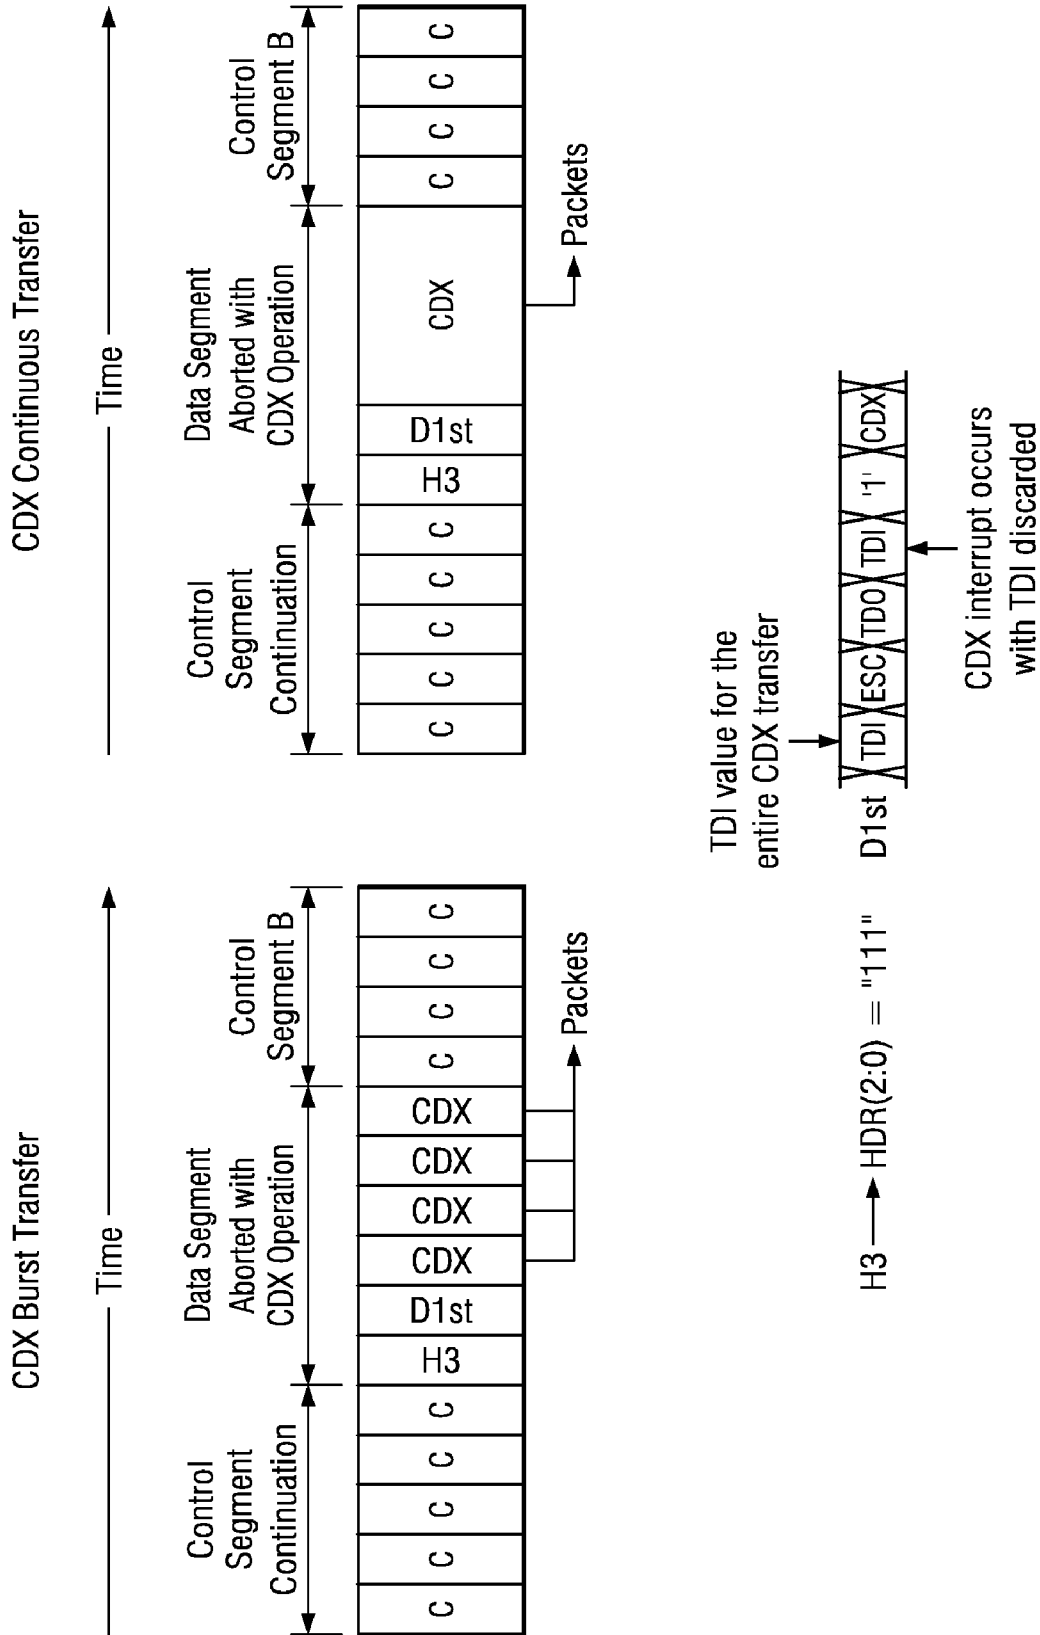 CDX Burst Transfer
Time
Control
Segment
Continuation
Data Segment
Aborted with
CDX Operation
Control
Segment B
C
C
C
C
C
H3
D1st
CDX
CDX
CDX
CDX
C
C
C
C
Packets
CDX Continuous Transfer
Time
Control
Segment
Continuation
Data Segment
Aborted with
CDX Operation
Control
Segment B
C
C
C
C
C
H3
D1st
CDX
C
C
C
C
Packets
H3 HDR(2:0) = "111"
TDI value for the
entire CDX transfer
D1st TDI ESC TDO TDI '1' CDX
CDX interrupt occurs
with TDI discarded